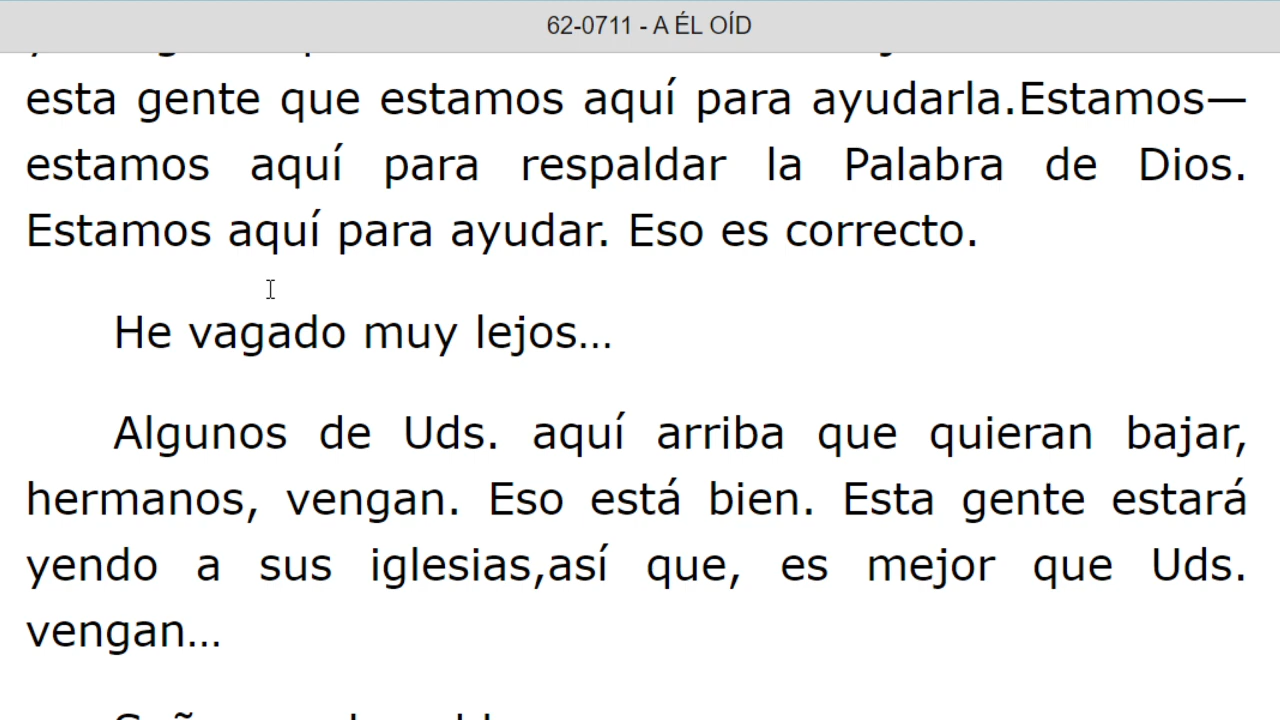 62-0711 - A ÉL OÍD
esta gente que estamos aquí para ayudarla.Estamos—
estamos aquí para respaldar la Palabra de Dios.
Estamos aquí para ayudar. Eso es correcto.
He vagado muy lejos…
Algunos de Uds. aquí arriba que quieran bajar,
hermanos, vengan. Eso está bien. Esta gente estará
yendo a sus iglesias,así que, es mejor que Uds.
vengan…